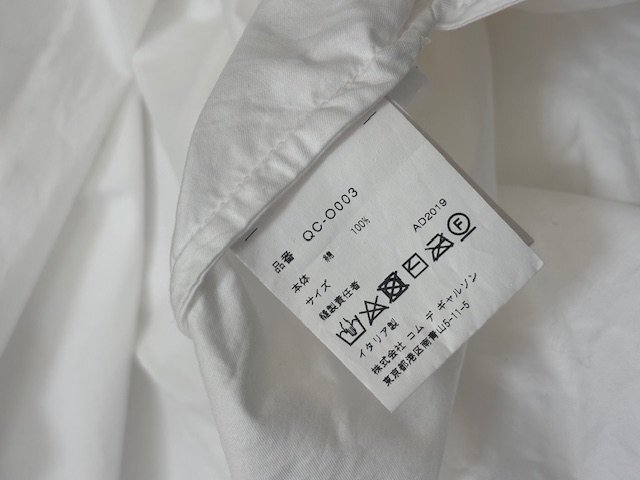 品番 QC-O003
本体 綿 100%
サイズ
縫製責任者 AD2019
F
イタリア製
株式会社 コム デ ギャルソン
東京都港区南青山5-11-5